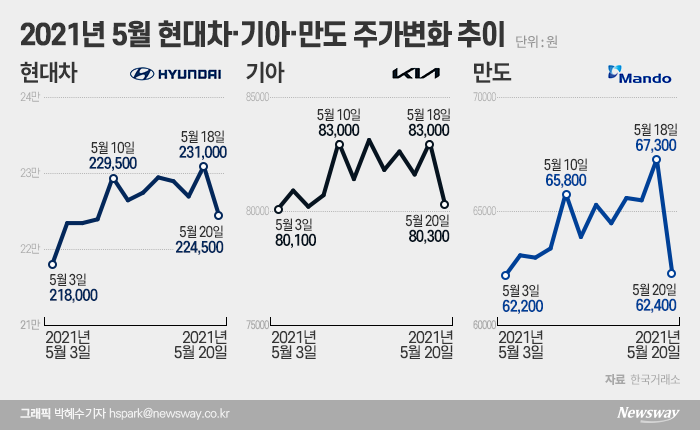 2021년 5월 현대차·기아·만도 주가변화 추이 단위 : 원
현대차 HYUNDAI
24만
23만
22만
21만
5월 10일
229,500
5월 18일
231,000
5월 20일
224,500
5월 3일
218,000
2021년
5월 3일
2021년
5월 20일
기아 KIA
85000
80000
75000
5월 10일
83,000
5월 18일
83,000
5월 3일
80,100
5월 20일
80,300
2021년
5월 3일
2021년
5월 20일
만도 Mando
70000
65000
60000
5월 18일
67,300
5월 10일
65,800
5월 3일
62,200
5월 20일
62,400
2021년
5월 3일
2021년
5월 20일
자료 한국거래소
그래픽 박혜수 기자 hspark@newsway.co.kr Newsway